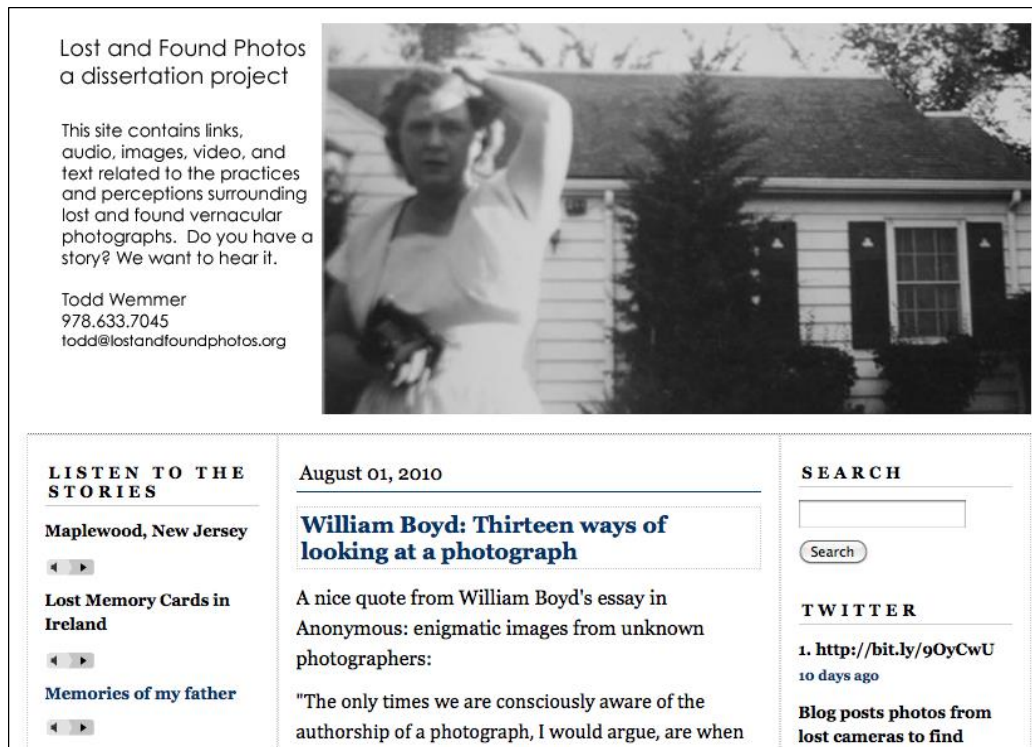 Lost and Found Photos
a dissertation project
This site contains links,
audio, images, video, and
text related to the practices
and perceptions surrounding
lost and found vernacular
photographs.  Do you have a
story? We want to hear it.
Todd Wemmer
978.633.7045
todd@lostandfoundphotos.org
LISTEN TO THE
STORIES
Maplewood, New Jersey
Lost Memory Cards in
Ireland
Memories of my father
August 01, 2010
William Boyd: Thirteen ways of
looking at a photograph
A nice quote from William Boyd's essay in
Anonymous: enigmatic images from unknown
photographers:
"The only times we are consciously aware of the
authorship of a photograph, I would argue, are when
SEARCH
Search
TWITTER
1. http://bit.ly/9OyCwU
10 days ago
Blog posts photos from
lost cameras to find